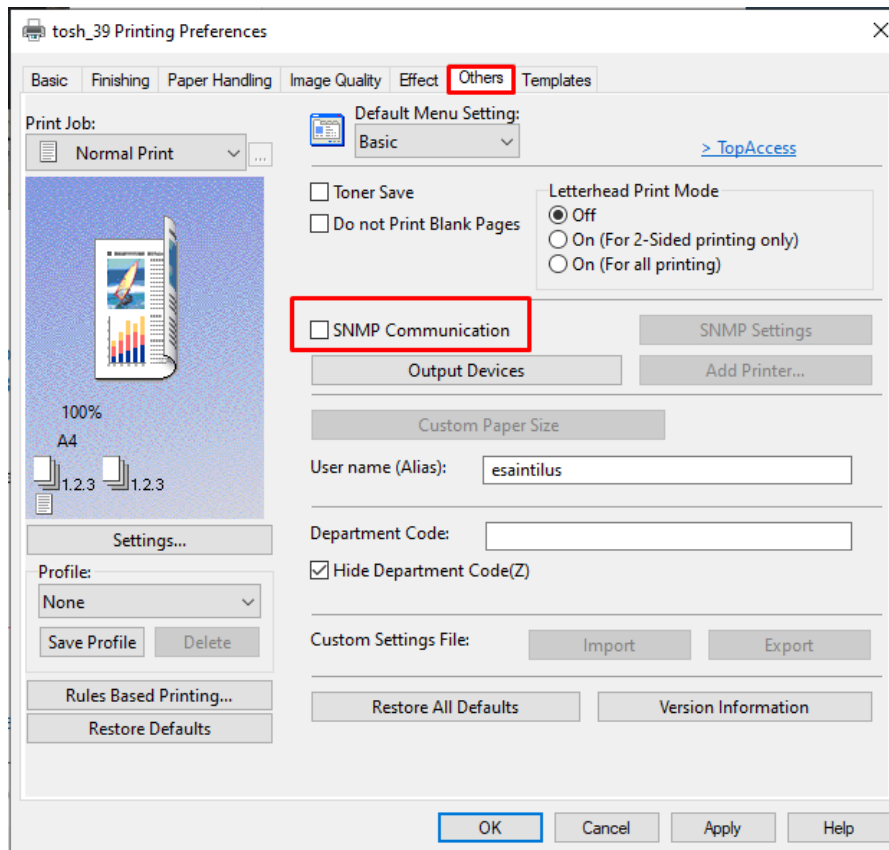 tosh_39 Printing Preferences
Basic Finishing Paper Handling Image Quality Effect Others Templates
Print Job:
Normal Print
...
100%
A4
1.2.3 1.2.3
Settings...
Profile:
None
Save Profile Delete
Rules Based Printing...
Restore Defaults
Default Menu Setting:
Basic
> TopAccess
Toner Save
Do not Print Blank Pages
Letterhead Print Mode
Off
On (For 2-Sided printing only)
On (For all printing)
SNMP Communication SNMP Settings
Output Devices Add Printer...
Custom Paper Size
User name (Alias): esaintilus
Department Code:
Hide Department Code(Z)
Custom Settings File: Import Export
Restore All Defaults Version Information
OK Cancel Apply Help